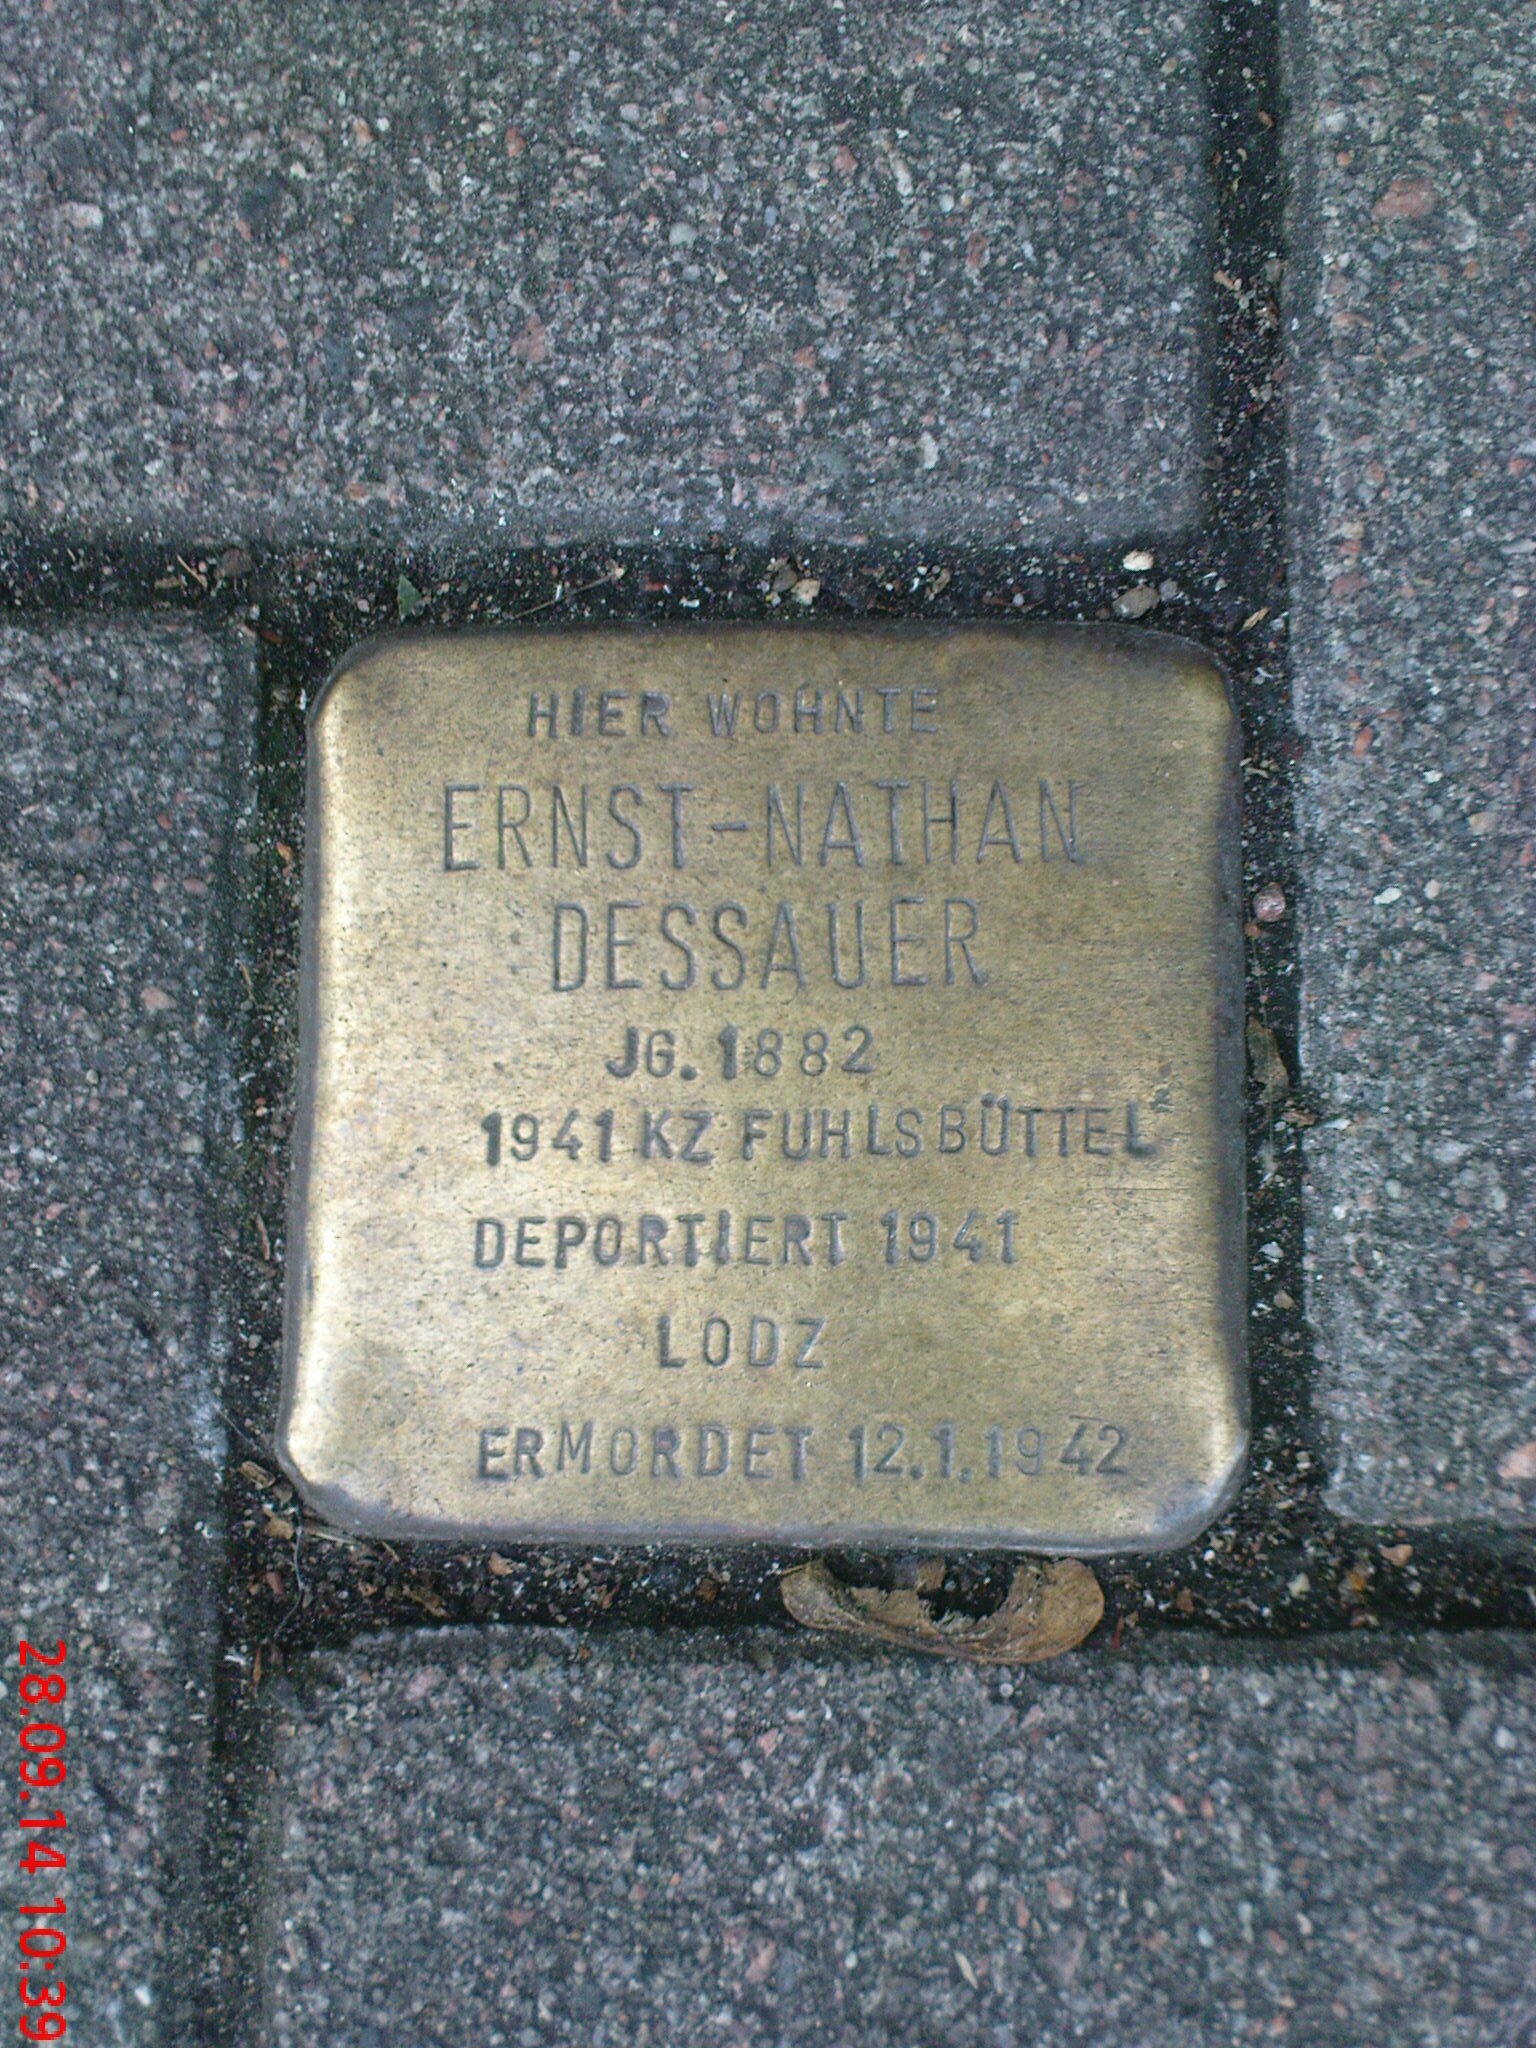 HIER WOHNTE
ERNST-NATHAN
DESSAUER
JG. 1882
1941 KZ FUHLSBÜTTEL
DEPORTIERT 1941
LODZ
ERMORDET 12.1.1942
28.09.14 10:39